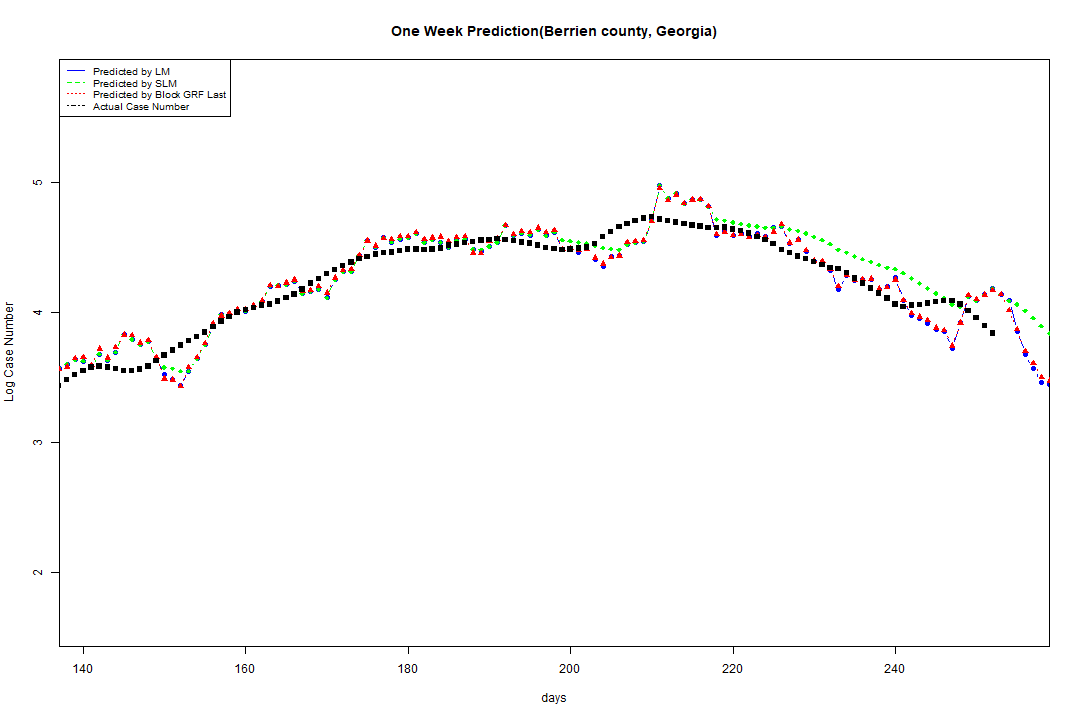 One Week Prediction(Berrien county, Georgia)
Predicted by LM
Predicted by SLM
Predicted by Block GRF Last
Actual Case Number
5
4
3
2
Log Case Number
140 160 180 200 220 240
days